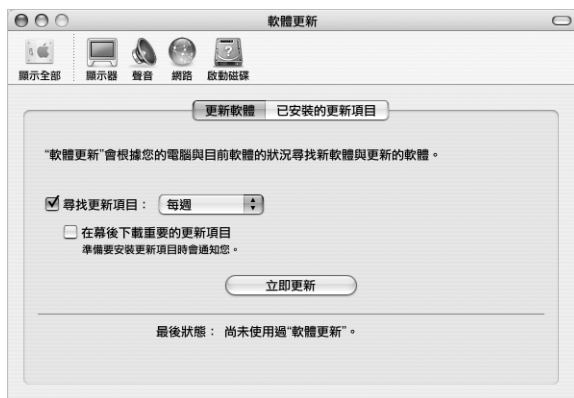 軟體更新
顯示全部 顯示器 聲音 網路 啟動磁碟
更新軟體 已安裝的更新項目
“軟體更新”會根據您的電腦與目前軟體的狀況尋找新軟體與更新的軟體。
尋找更新項目： 每週
在幕後下載重要的更新項目
準備要安裝更新項目時會通知您。
立即更新
最後狀態： 尚未使用過“軟體更新”。